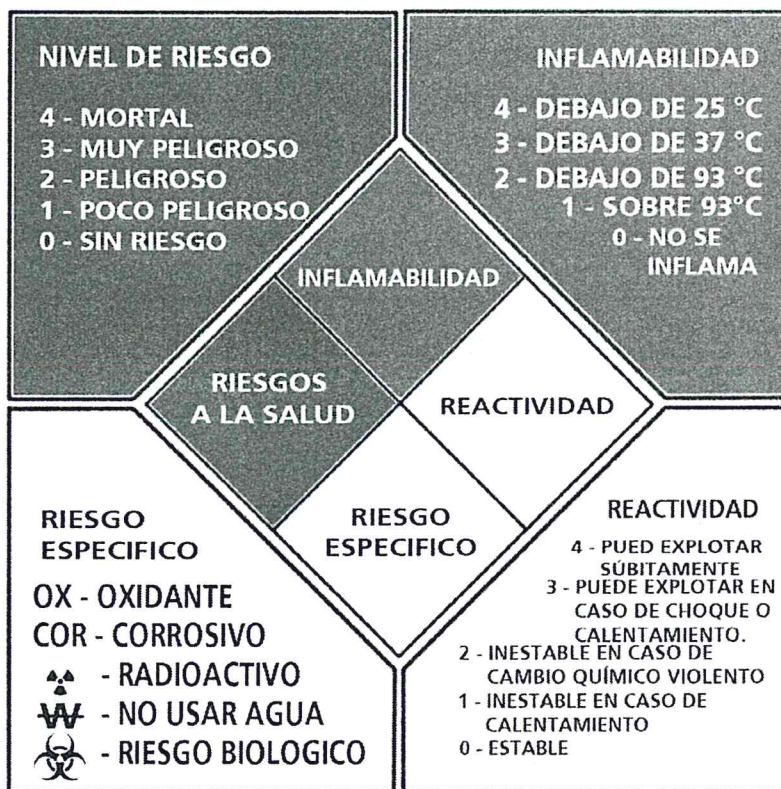 NIVEL DE RIESGO
4 - MORTAL
3 - MUY PELIGROSO
2 - PELIGROSO
1 - POCO PELIGROSO
0 - SIN RIESGO
INFLAMABILIDAD
4 - DEBAJO DE 25 °C
3 - DEBAJO DE 37 °C
2 - DEBAJO DE 93 °C
1 - SOBRE 93°C
0 - NO SE
INFLAMA
INFLAMABILIDAD
RIESGOS
A LA SALUD
REACTIVIDAD
RIESGO
ESPECIFICO
RIESGO
ESPECIFICO
OX - OXIDANTE
COR - CORROSIVO
- RADIOACTIVO
W - NO USAR AGUA
- RIESGO BIOLOGICO
REACTIVIDAD
4 - PUED EXPLOTAR
SÚBITAMENTE
3 - PUEDE EXPLOTAR EN
CASO DE CHOQUE O
CALENTAMIENTO.
2 - INESTABLE EN CASO DE
CAMBIO QUÍMICO VIOLENTO
1 - INESTABLE EN CASO DE
CALENTAMIENTO
0 - ESTABLE